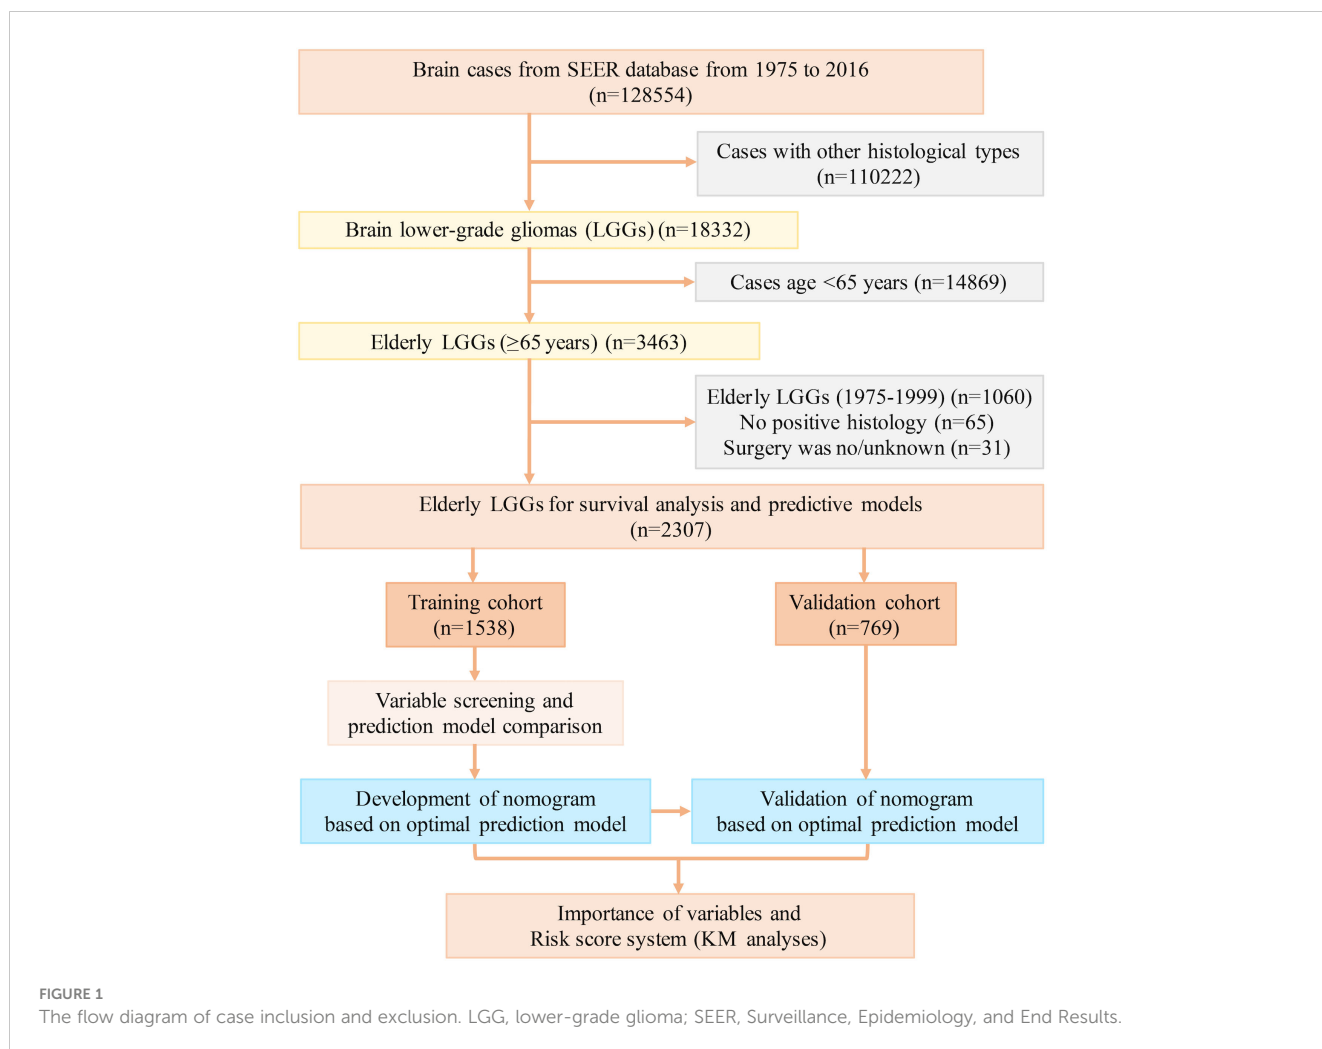 Brain cases from SEER database from 1975 to 2016
(n=128554)
Cases with other histological types
(n=110222)
Brain lower-grade gliomas (LGGs) (n=18332)
Cases age <65 years (n=14869)
Elderly LGGs (≥65 years) (n=3463)
Elderly LGGs (1975-1999) (n=1060)
No positive histology (n=65)
Surgery was no/unknown (n=31)
Elderly LGGs for survival analysis and predictive models
(n=2307)
Training cohort
(n=1538)
Validation cohort
(n=769)
Variable screening and
prediction model comparison
Development of nomogram
based on optimal prediction model
Validation of nomogram
based on optimal prediction model
Importance of variables and
Risk score system (KM analyses)
FIGURE 1
The flow diagram of case inclusion and exclusion. LGG, lower-grade glioma; SEER, Surveillance, Epidemiology, and End Results.